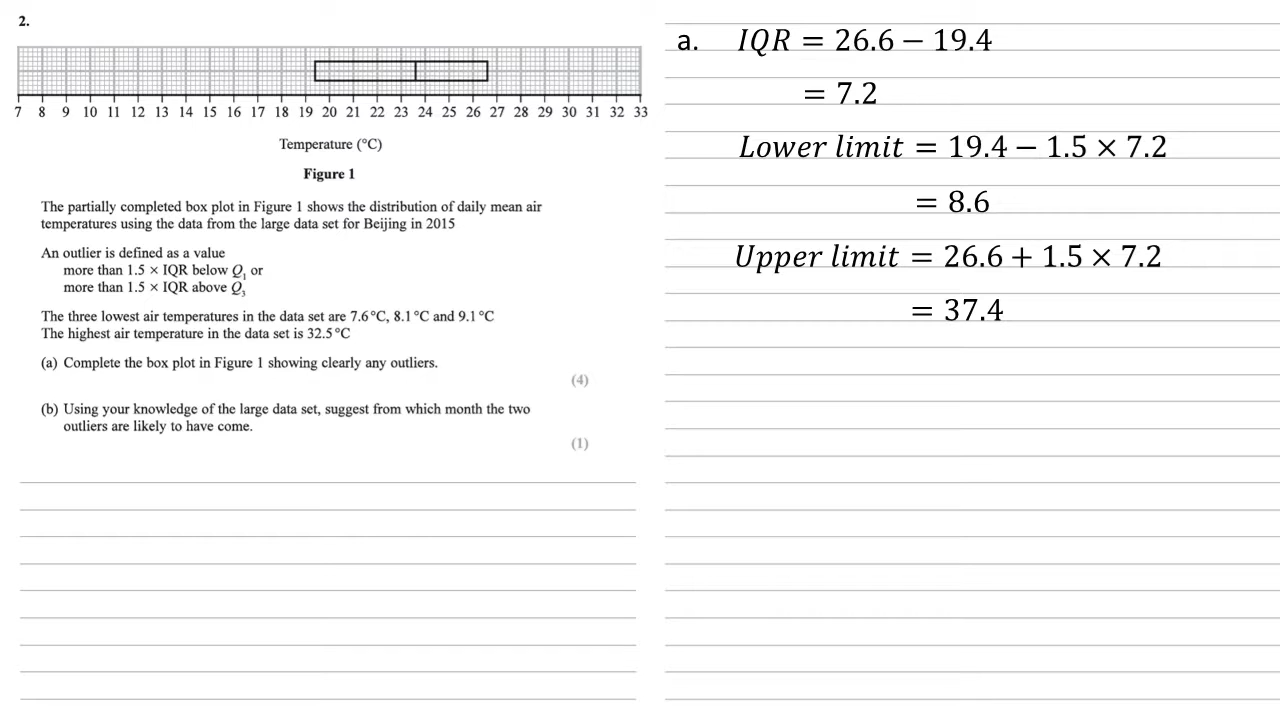 2.
7 8 9 10 11 12 13 14 15 16 17 18 19 20 21 22 23 24 25 26 27 28 29 30 31 32 33
Temperature (°C)
Figure 1
The partially completed box plot in Figure 1 shows the distribution of daily mean air
temperatures using the data from the large data set for Beijing in 2015
An outlier is defined as a value
more than 1.5 × IQR below Q₁ or
more than 1.5 × IQR above Q₃
The three lowest air temperatures in the data set are 7.6 °C, 8.1 °C and 9.1 °C
The highest air temperature in the data set is 32.5 °C
(a) Complete the box plot in Figure 1 showing clearly any outliers.
(4)
(b) Using your knowledge of the large data set, suggest from which month the two
outliers are likely to have come.
(1)
a. IQR = 26.6 − 19.4
= 7.2
Lower limit = 19.4 − 1.5 × 7.2
= 8.6
Upper limit = 26.6 + 1.5 × 7.2
= 37.4